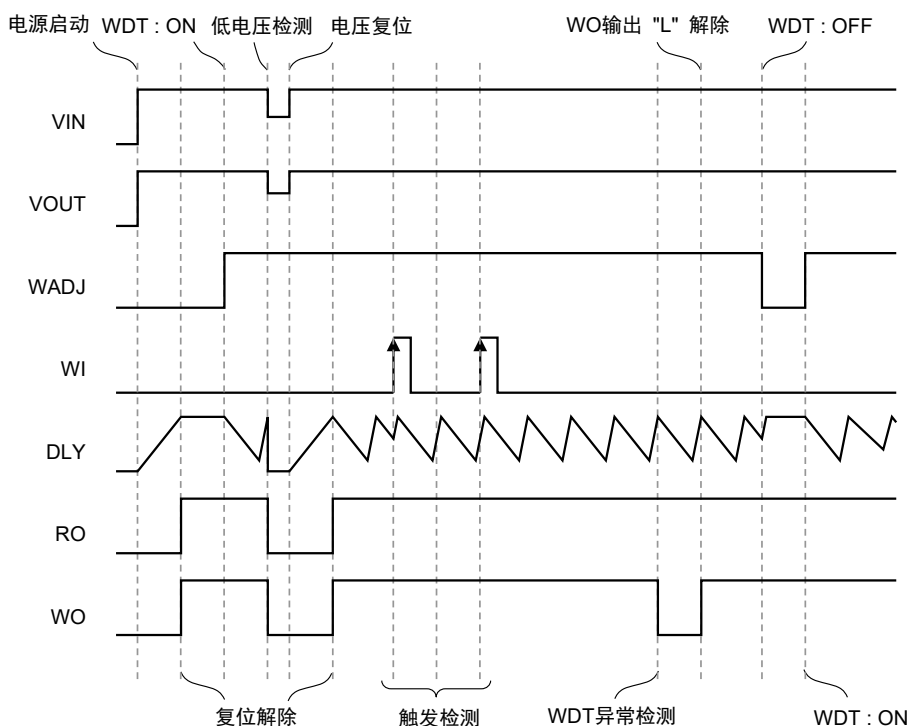 电源启动 WDT : ON 低电压检测 电压复位 WO输出 "L" 解除 WDT : OFF
VIN
VOUT
WADJ
WI
DLY
RO
WO
复位解除 触发检测 WDT异常检测 WDT : ON